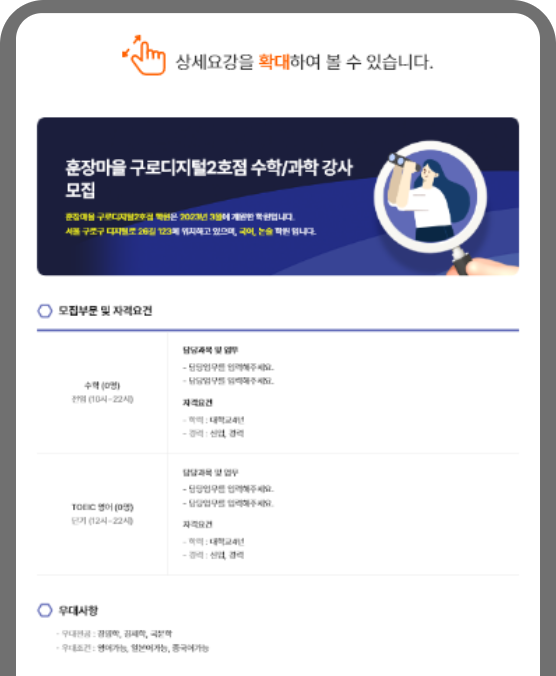 상세요강을 확대하여 볼 수 있습니다.
훈장마을 구로디지털2호점 수학/과학 강사
모집
훈장마을 구로디지털2호점 학원은 2023년 3월에 개원한 학원입니다.
서울 구로구 디지털로 26길 123에 위치하고 있으며, 국어, 논술 학원 입니다.
모집부문 및 자격요건
수학 (0명)
전임 (10시~22시)
담당과목 및 업무
- 담당업무를 입력해주세요.
- 담당업무를 입력해주세요.
자격요건
- 학력 : 대학교4년
- 경력 : 신입, 경력
TOEIC 영어 (0명)
단기 (12시~22시)
담당과목 및 업무
- 담당업무를 입력해주세요.
- 담당업무를 입력해주세요.
자격요건
- 학력 : 대학교4년
- 경력 : 신입, 경력
우대사항
- 우대전공 : 경영학, 경제학, 국문학
- 우대조건 : 영어가능, 일본어가능, 중국어가능